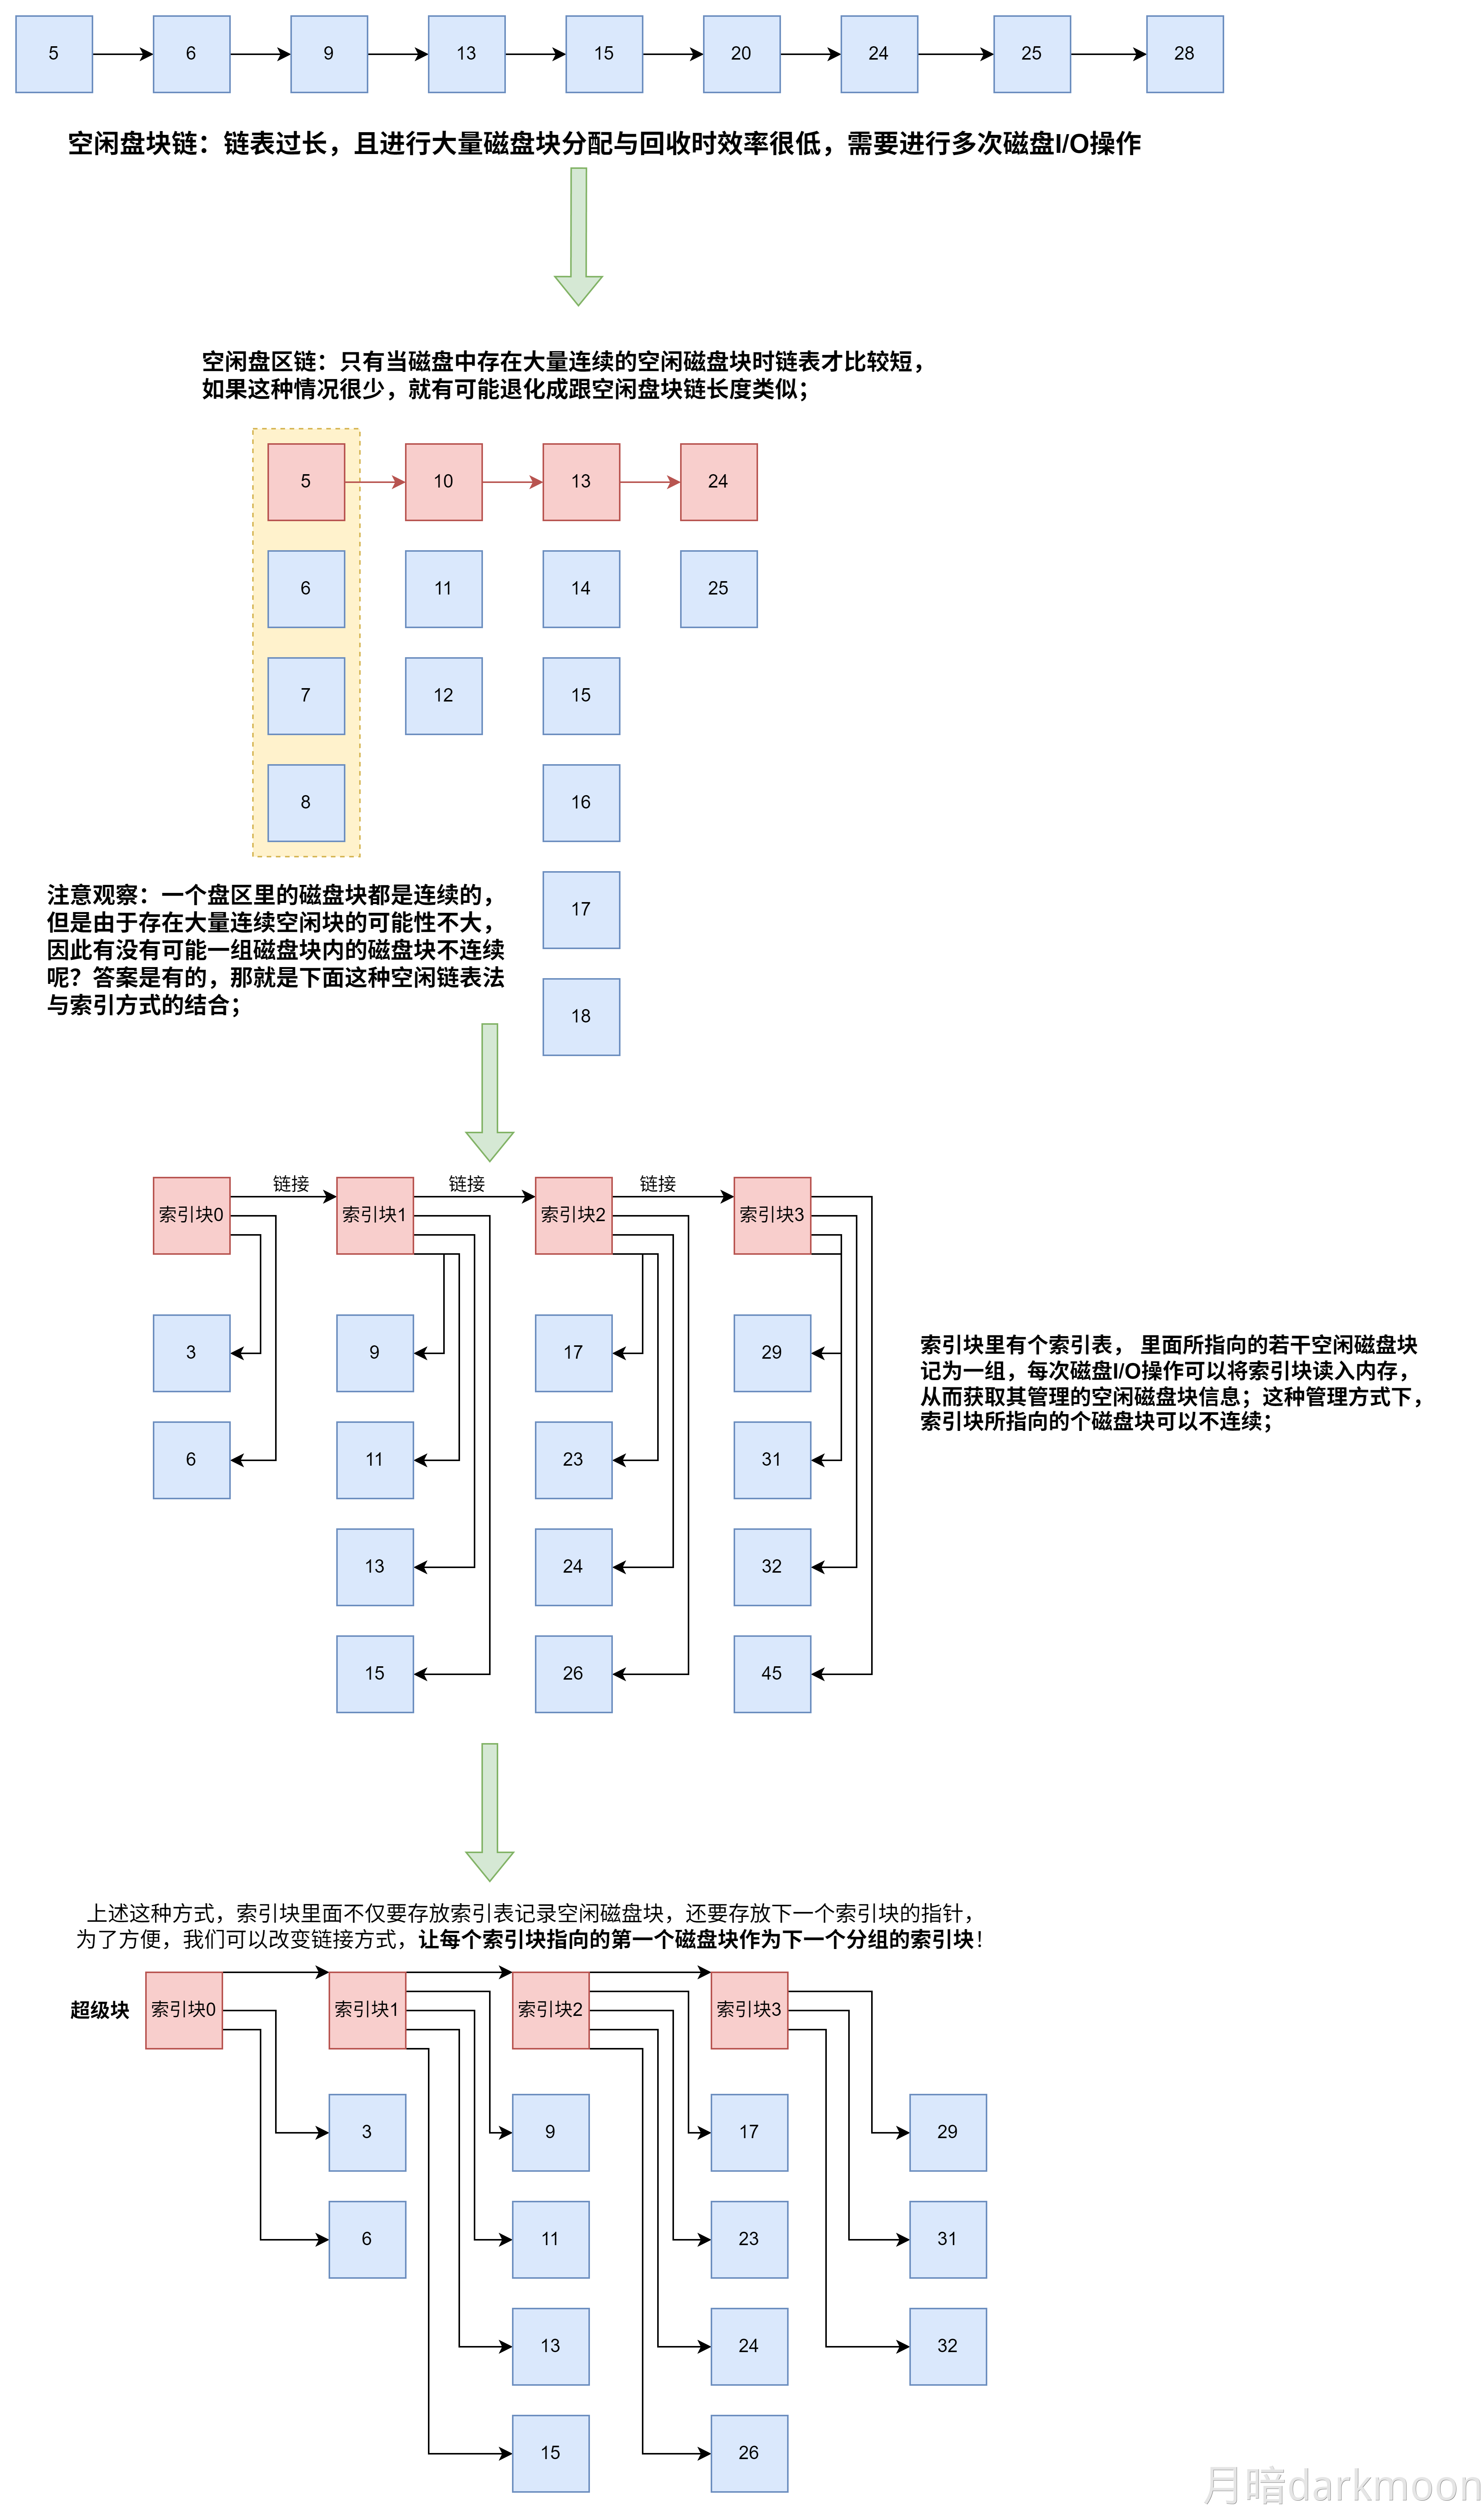 5 6 9 13 15 20 24 25 28
空闲盘块链：链表过长，且进行大量磁盘块分配与回收时效率很低，需要进行多次磁盘I/O操作
空闲盘区链：只有当磁盘中存在大量连续的空闲磁盘块时链表才比较短，
如果这种情况很少，就有可能退化成跟空闲盘块链长度类似；
5 10 13 24
6 11 14 25
7 12 15
8 16
17
18
注意观察：一个盘区里的磁盘块都是连续的，
但是由于存在大量连续空闲块的可能性不大，
因此有没有可能一组磁盘块内的磁盘块不连续
呢？答案是有的，那就是下面这种空闲链表法
与索引方式的结合；
链接 链接 链接
索引块0 索引块1 索引块2 索引块3
3 9 17 29
6 11 23 31
13 24 32
15 26 45
索引块里有个索引表， 里面所指向的若干空闲磁盘块
记为一组，每次磁盘I/O操作可以将索引块读入内存，
从而获取其管理的空闲磁盘块信息；这种管理方式下，
索引块所指向的个磁盘块可以不连续；
上述这种方式，索引块里面不仅要存放索引表记录空闲磁盘块，还要存放下一个索引块的指针，
为了方便，我们可以改变链接方式，让每个索引块指向的第一个磁盘块作为下一个分组的索引块！
超级块 索引块0 索引块1 索引块2 索引块3
3 9 17 29
6 11 23 31
13 24 32
15 26
月暗darkmoon